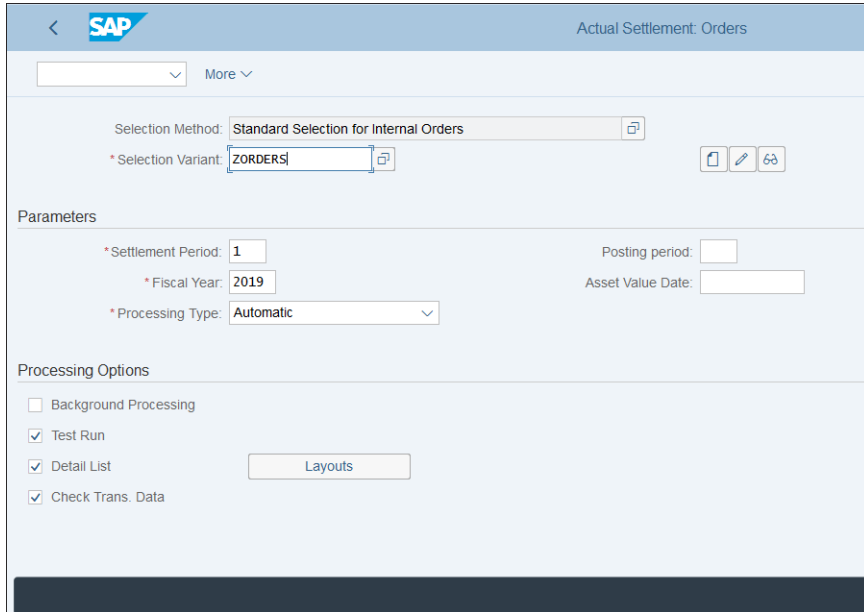 SAP
Actual Settlement: Orders
More
Selection Method: Standard Selection for Internal Orders
* Selection Variant: ZORDERS
Parameters
* Settlement Period: 1 Posting period:
* Fiscal Year: 2019 Asset Value Date:
* Processing Type: Automatic
Processing Options
Background Processing
Test Run
Detail List Layouts
Check Trans. Data